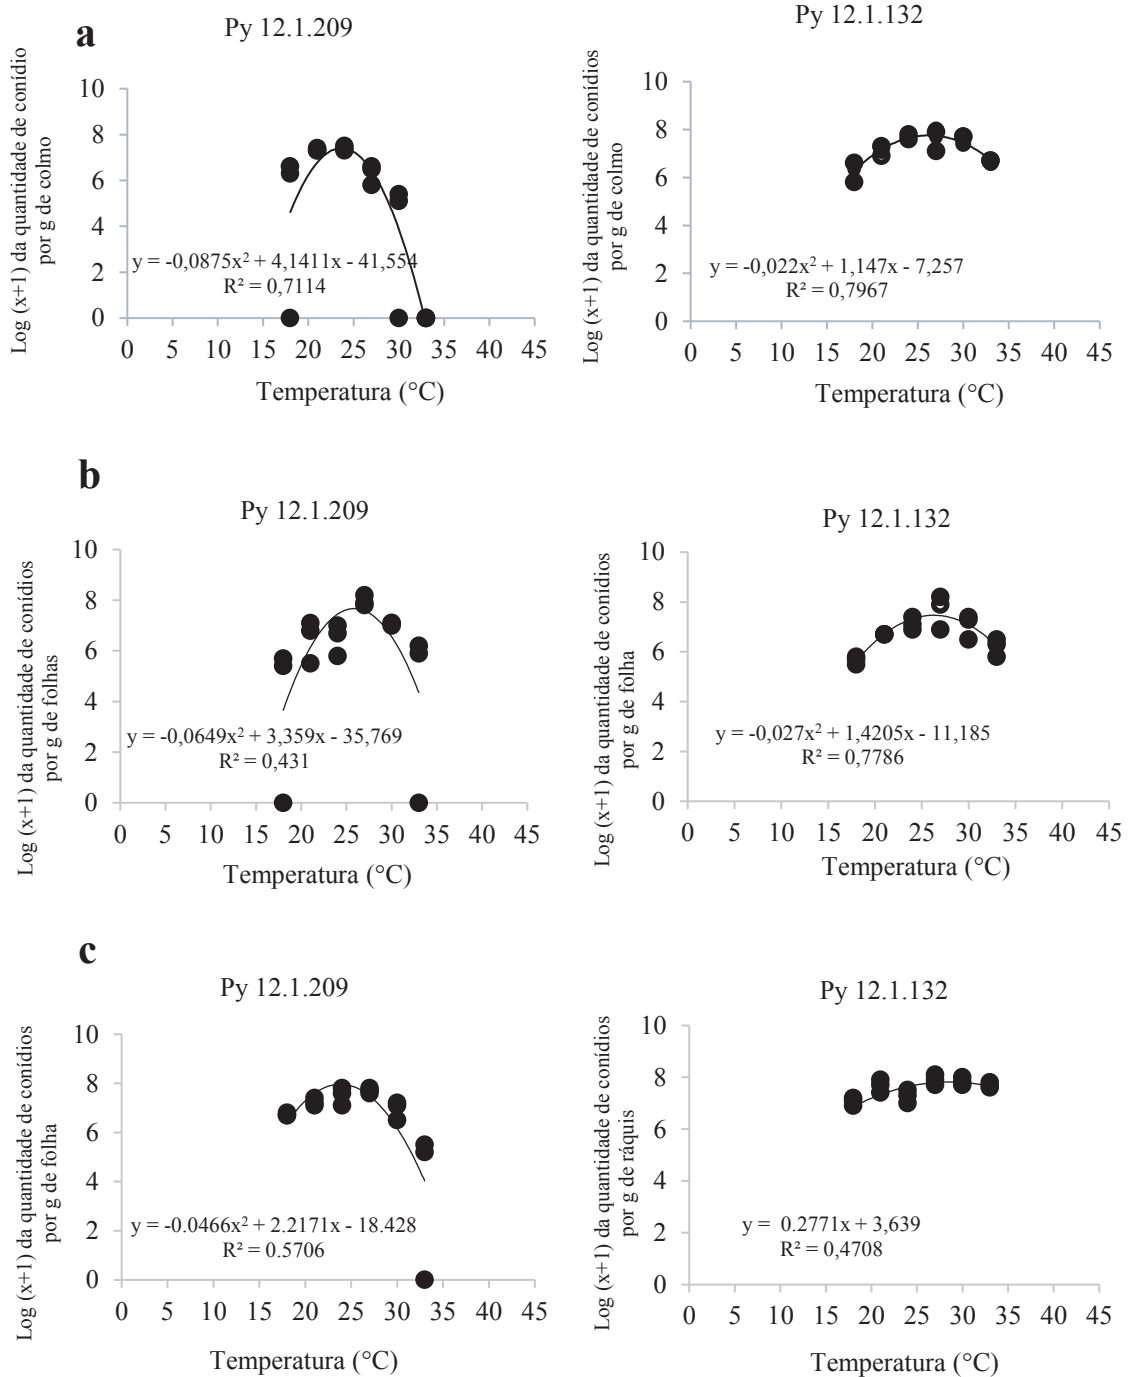 a
Py 12.1.209
Log (x+1) da quantidade de conídio
por g de colmo
10
8
6
4
2
0
y = -0,0875x² + 4,1411x - 41,554
R² = 0,7114
0 5 10 15 20 25 30 35 40 45
Temperatura (°C)
Py 12.1.132
Log (x+1) da quantidade de conídios
por g de colmo
10
8
6
4
2
0
y = -0,022x² + 1,147x - 7,257
R² = 0,7967
0 5 10 15 20 25 30 35 40 45
Temperatura (°C)
b
Py 12.1.209
Log (x+1) da quantidade de conídios
por g de folhas
10
8
6
4
2
0
y = -0,0649x² + 3,359x - 35,769
R² = 0,431
0 5 10 15 20 25 30 35 40 45
Temperatura (°C)
Py 12.1.132
Log (x+1) da quantidade de conídios
por g de folha
10
8
6
4
2
0
y = -0,027x² + 1,4205x - 11,185
R² = 0,7786
0 5 10 15 20 25 30 35 40 45
Temperatura (°C)
c
Py 12.1.209
Log (x+1) da quantidade de conídios
por g de folha
10
8
6
4
2
0
y = -0.0466x² + 2.2171x - 18.428
R² = 0.5706
0 5 10 15 20 25 30 35 40 45
Temperatura (°C)
Py 12.1.132
Log (x+1) da quantidade de conídios
por g de ráquis
10
8
6
4
2
0
y = 0.2771x + 3,639
R² = 0,4708
0 5 10 15 20 25 30 35 40 45
Temperatura (°C)